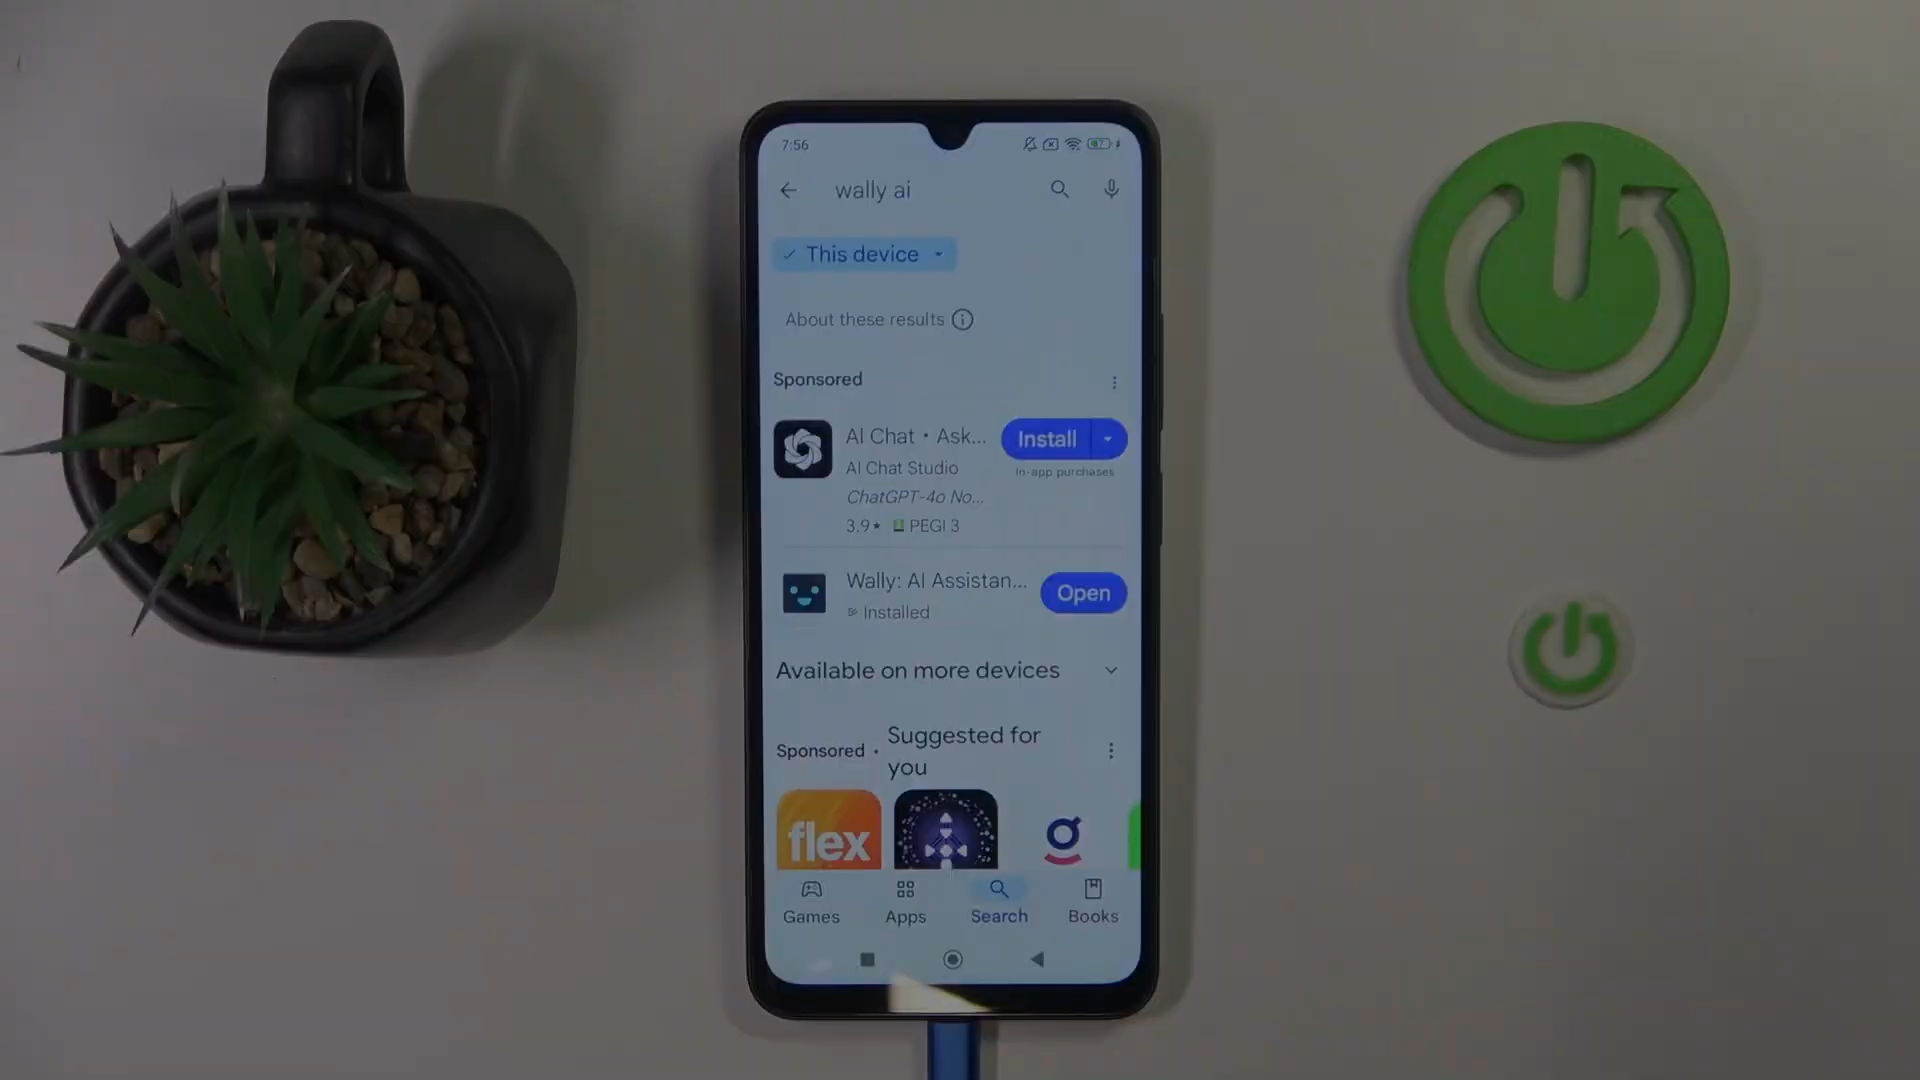 7:56
wally ai
This device
About these results
Sponsored
AI Chat • Ask...
Install
AI Chat Studio
In-app purchases
ChatGPT-4o No...
3.9★ PEGI 3
Wally: AI Assistan...
Open
Installed
Available on more devices
Sponsored • Suggested for
you
flex
Games Apps Search Books